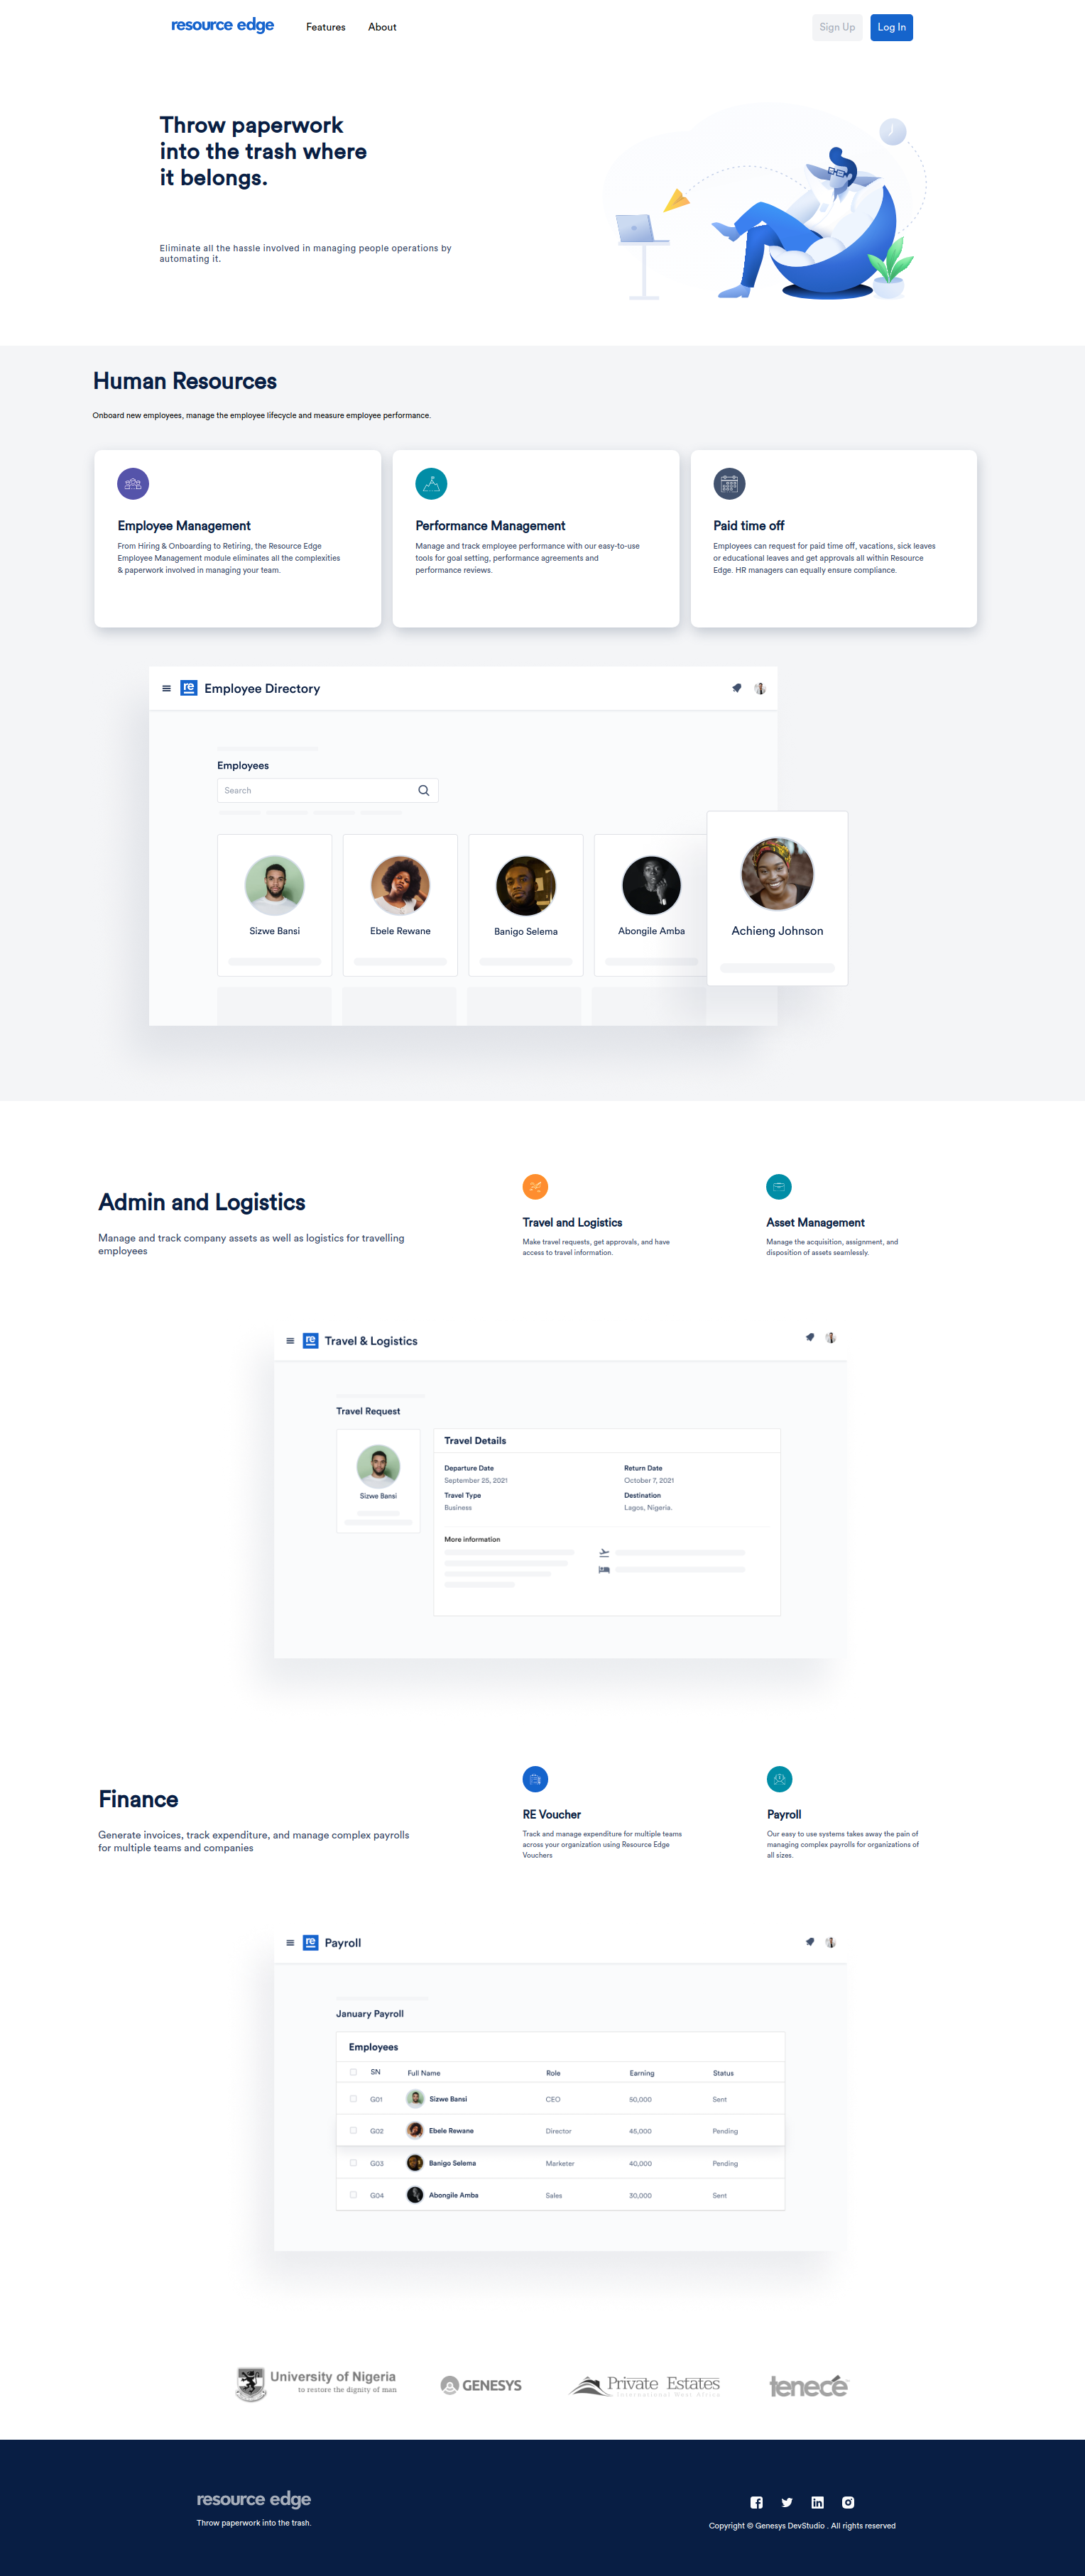 resource edge
Features
About
Sign Up
Log In
Throw paperwork
into the trash where
it belongs.
Eliminate all the hassle involved in managing people operations by
automating it.
Human Resources
Onboard new employees, manage the employee lifecycle and measure employee performance.
Employee Management
From Hiring & Onboarding to Retiring, the Resource Edge
Employee Management module eliminates all the complexities
& paperwork involved in managing your team.
Performance Management
Manage and track employee performance with our easy-to-use
tools for goal setting, performance agreements and
performance reviews.
Paid time off
Employees can request for paid time off, vacations, sick leaves
or educational leaves and get approvals all within Resource
Edge. HR managers can equally ensure compliance.
re Employee Directory
Employees
Search
Sizwe Bansi
Ebele Rewane
Banigo Selema
Abongile Amba
Achieng Johnson
Admin and Logistics
Manage and track company assets as well as logistics for travelling
employees
Travel and Logistics
Make travel requests, get approvals, and have
access to travel information.
Asset Management
Manage the acquisition, assignment, and
disposition of assets seamlessly.
re Travel & Logistics
Travel Request
Sizwe Bansi
Travel Details
Departure Date
September 25, 2021
Return Date
October 7, 2021
Travel Type
Business
Destination
Lagos, Nigeria.
More information
Finance
Generate invoices, track expenditure, and manage complex payrolls
for multiple teams and companies
RE Voucher
Track and manage expenditure for multiple teams
across your organization using Resource Edge
Vouchers
Payroll
Our easy to use systems takes away the pain of
managing complex payrolls for organizations of
all sizes.
re Payroll
January Payroll
Employees
SN Full Name Role Earning Status
G01 Sizwe Bansi CEO 50,000 Sent
G02 Ebele Rewane Director 45,000 Pending
G03 Banigo Selema Marketer 40,000 Pending
G04 Abongile Amba Sales 30,000 Sent
University of Nigeria
to restore the dignity of man
GENESYS
Private Estates
International West Africa
tenece
resource edge
Throw paperwork into the trash.
Copyright © Genesys DevStudio . All rights reserved